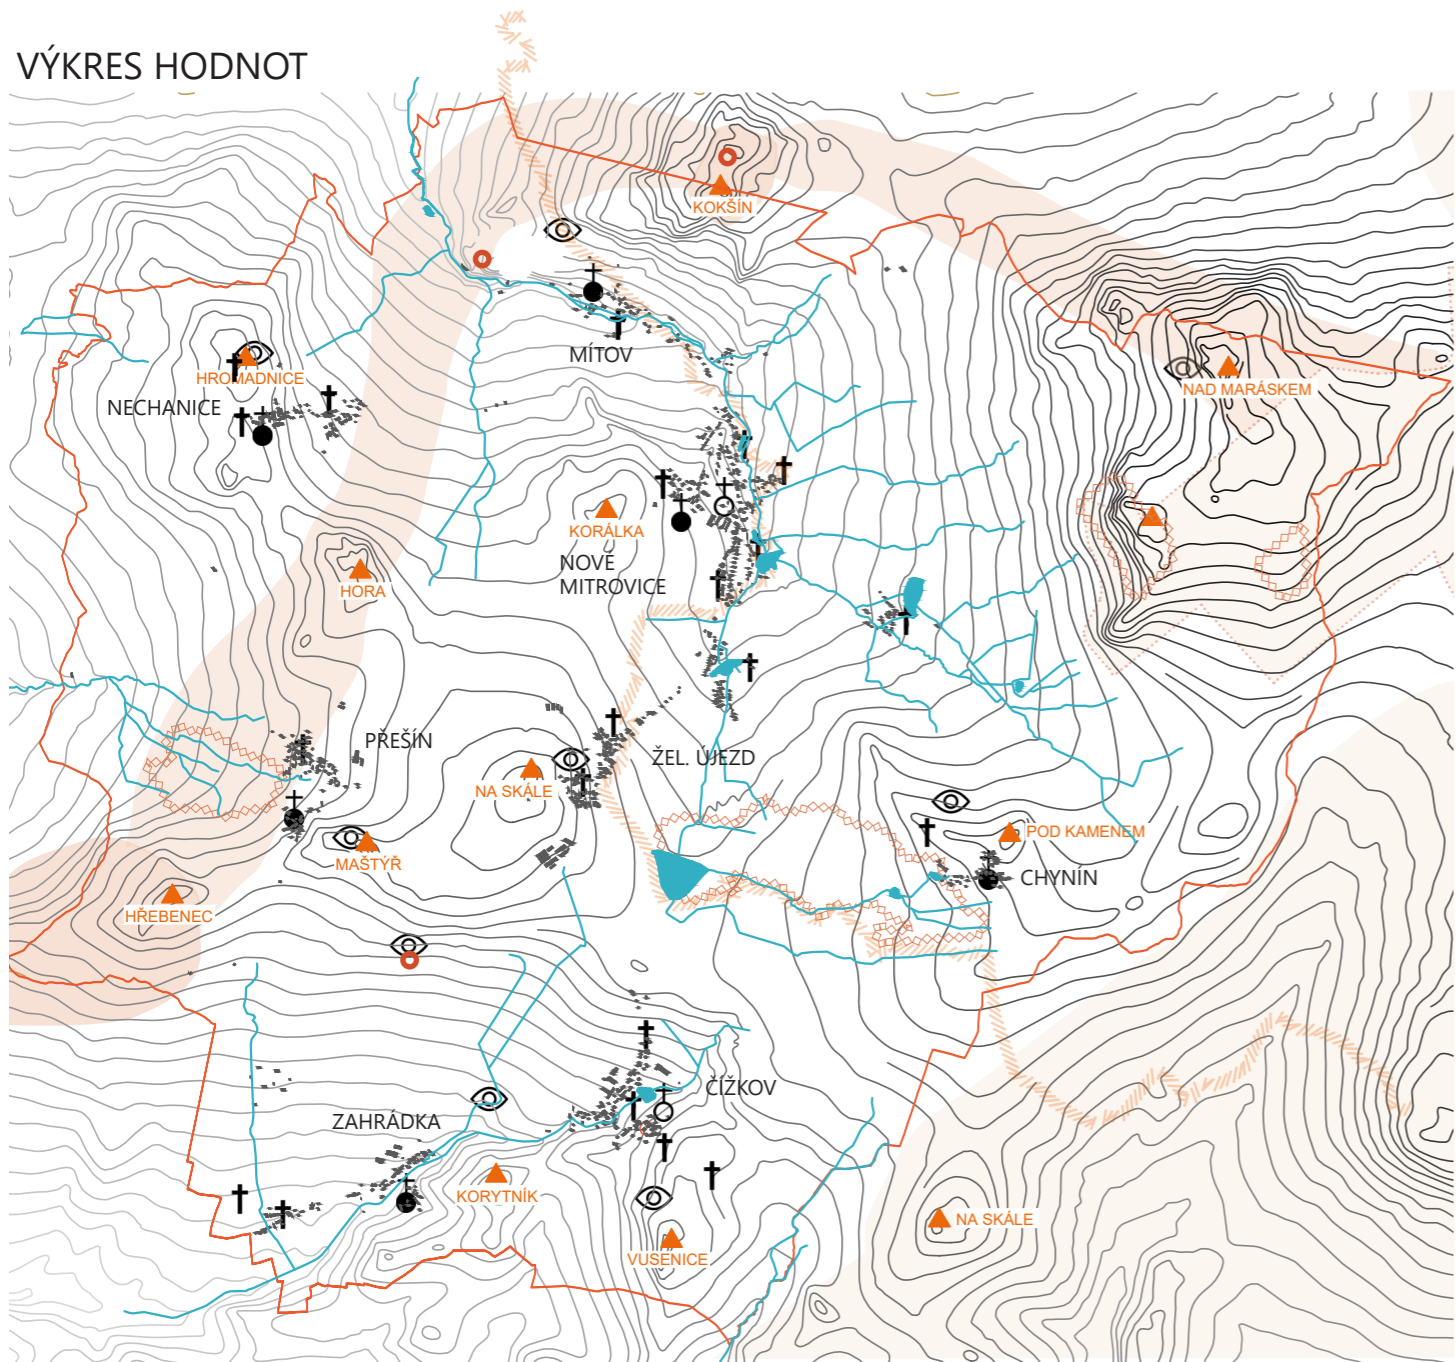 VÝKRES HODNOT
KOKŠÍN
MÍTOV
HROMADNICE
NAD MARÁSKEM
NECHANICE
KORÁLKA
NOVÉ
MITROVICE
HORA
PŘEŠÍN
ŽEL. ÚJEZD
NA SKÁLE
POD KAMENEM
MAŠTÝŘ
CHYNÍN
HŘEBENEC
ČÍŽKOV
ZAHRÁDKA
KORYTNÍK
NA SKÁLE
VUSENICE